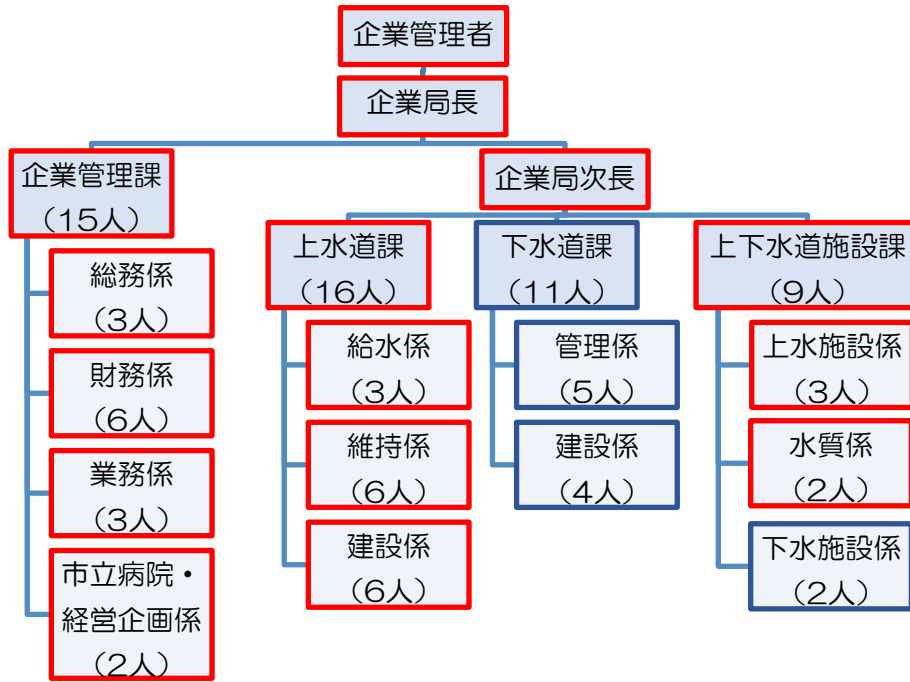 企業管理者
企業局長
企業管理課
(15人)
総務係
(3人)
財務係
(6人)
業務係
(3人)
市立病院・
経営企画係
(2人)
企業局次長
上水道課
(16人)
給水係
(3人)
維持係
(6人)
建設係
(6人)
下水道課
(11人)
管理係
(5人)
建設係
(4人)
上下水道施設課
(9人)
上水施設係
(3人)
水質係
(2人)
下水施設係
(2人)